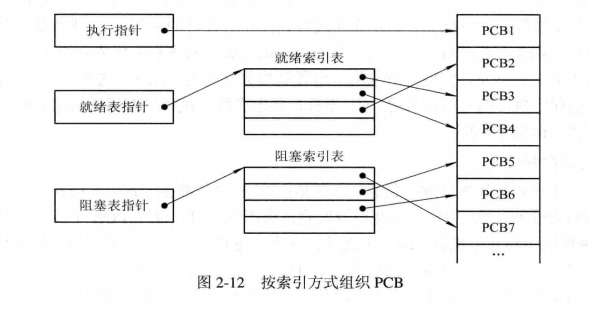 执行指针
就绪表指针
阻塞表指针
就绪索引表
阻塞索引表
PCB1
PCB2
PCB3
PCB4
PCB5
PCB6
PCB7
…
图 2-12 按索引方式组织 PCB